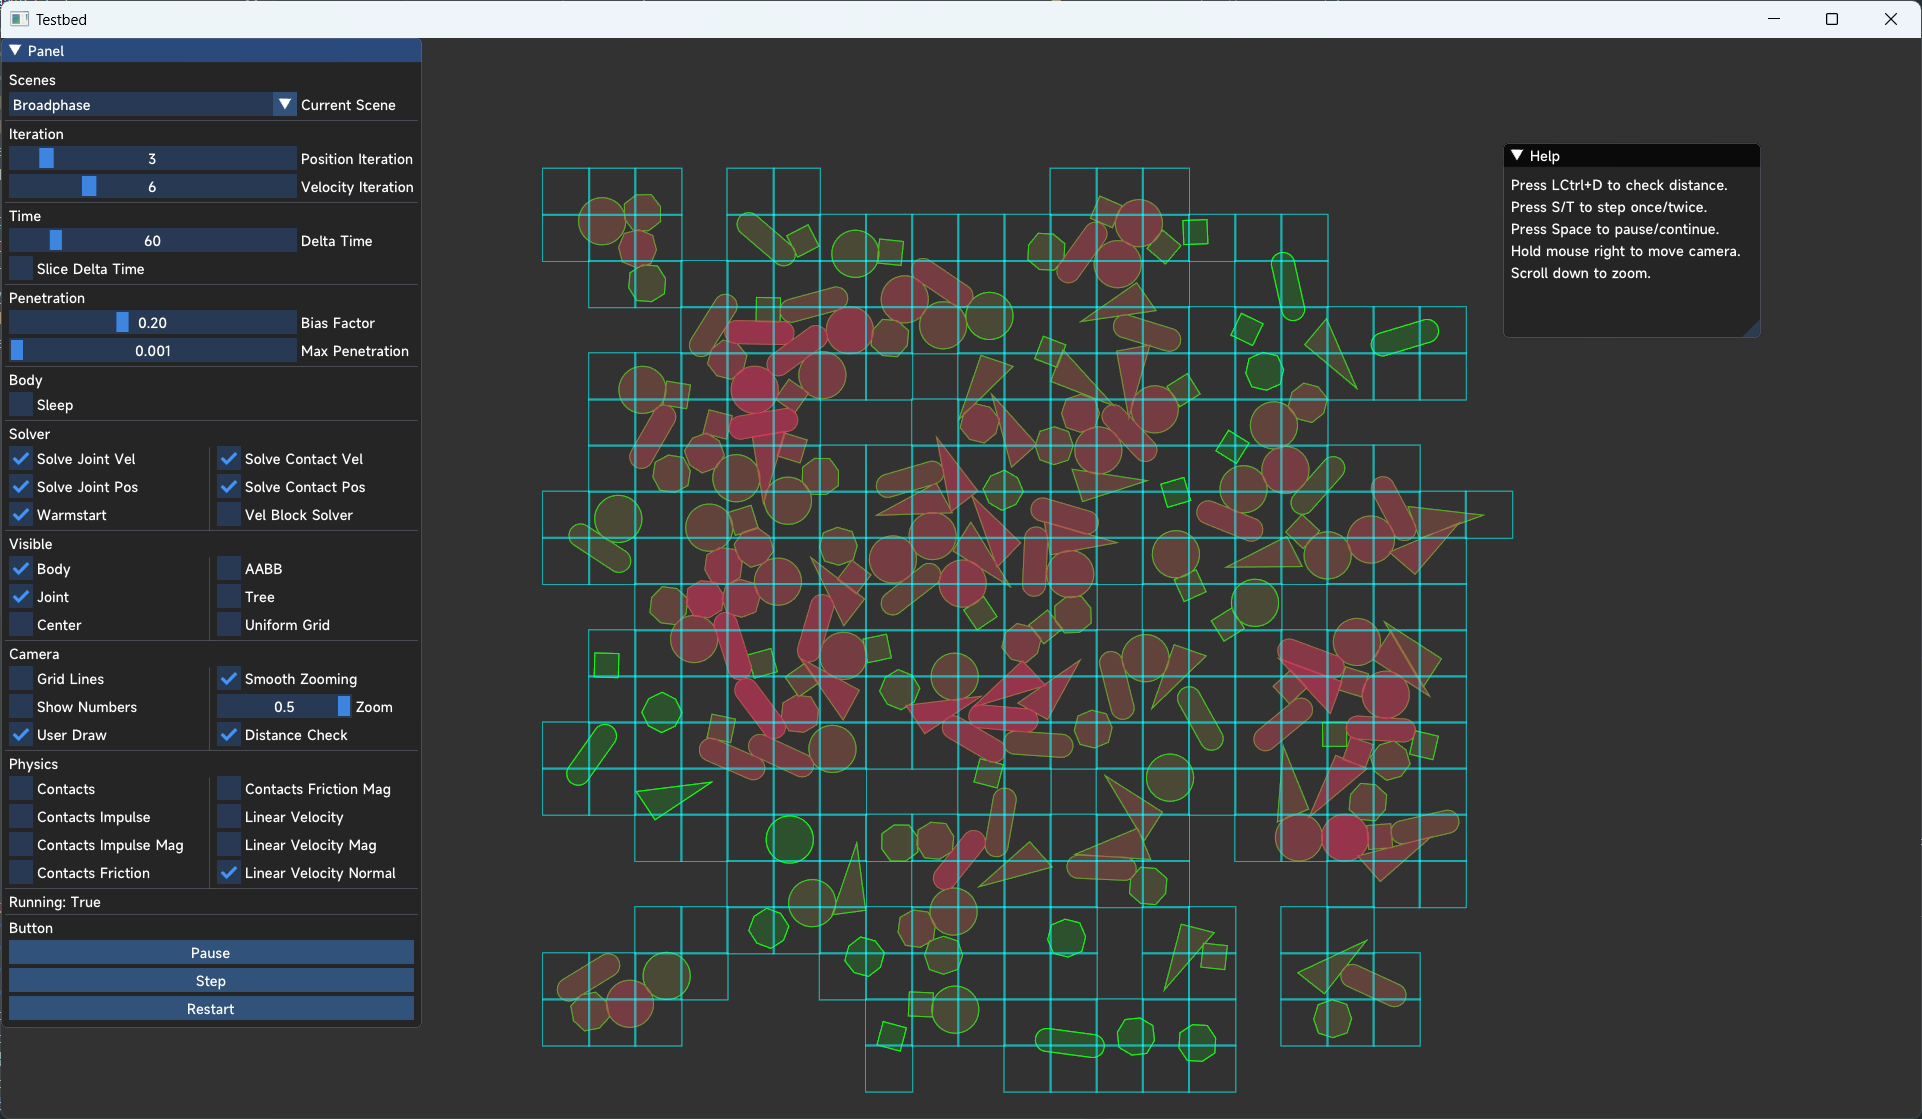 Testbed
Panel
Scenes
Broadphase Current Scene
Iteration
3 Position Iteration
6 Velocity Iteration
Time
60 Delta Time
Slice Delta Time
Penetration
0.20 Bias Factor
0.001 Max Penetration
Body
Sleep
Solver
Solve Joint Vel Solve Contact Vel
Solve Joint Pos Solve Contact Pos
Warmstart Vel Block Solver
Visible
Body AABB
Joint Tree
Center Uniform Grid
Camera
Grid Lines Smooth Zooming
Show Numbers 0.5 Zoom
User Draw Distance Check
Physics
Contacts Contacts Friction Mag
Contacts Impulse Linear Velocity
Contacts Impulse Mag Linear Velocity Mag
Contacts Friction Linear Velocity Normal
Running: True
Button
Pause
Step
Restart
Help
Press LCtrl+D to check distance.
Press S/T to step once/twice.
Press Space to pause/continue.
Hold mouse right to move camera.
Scroll down to zoom.